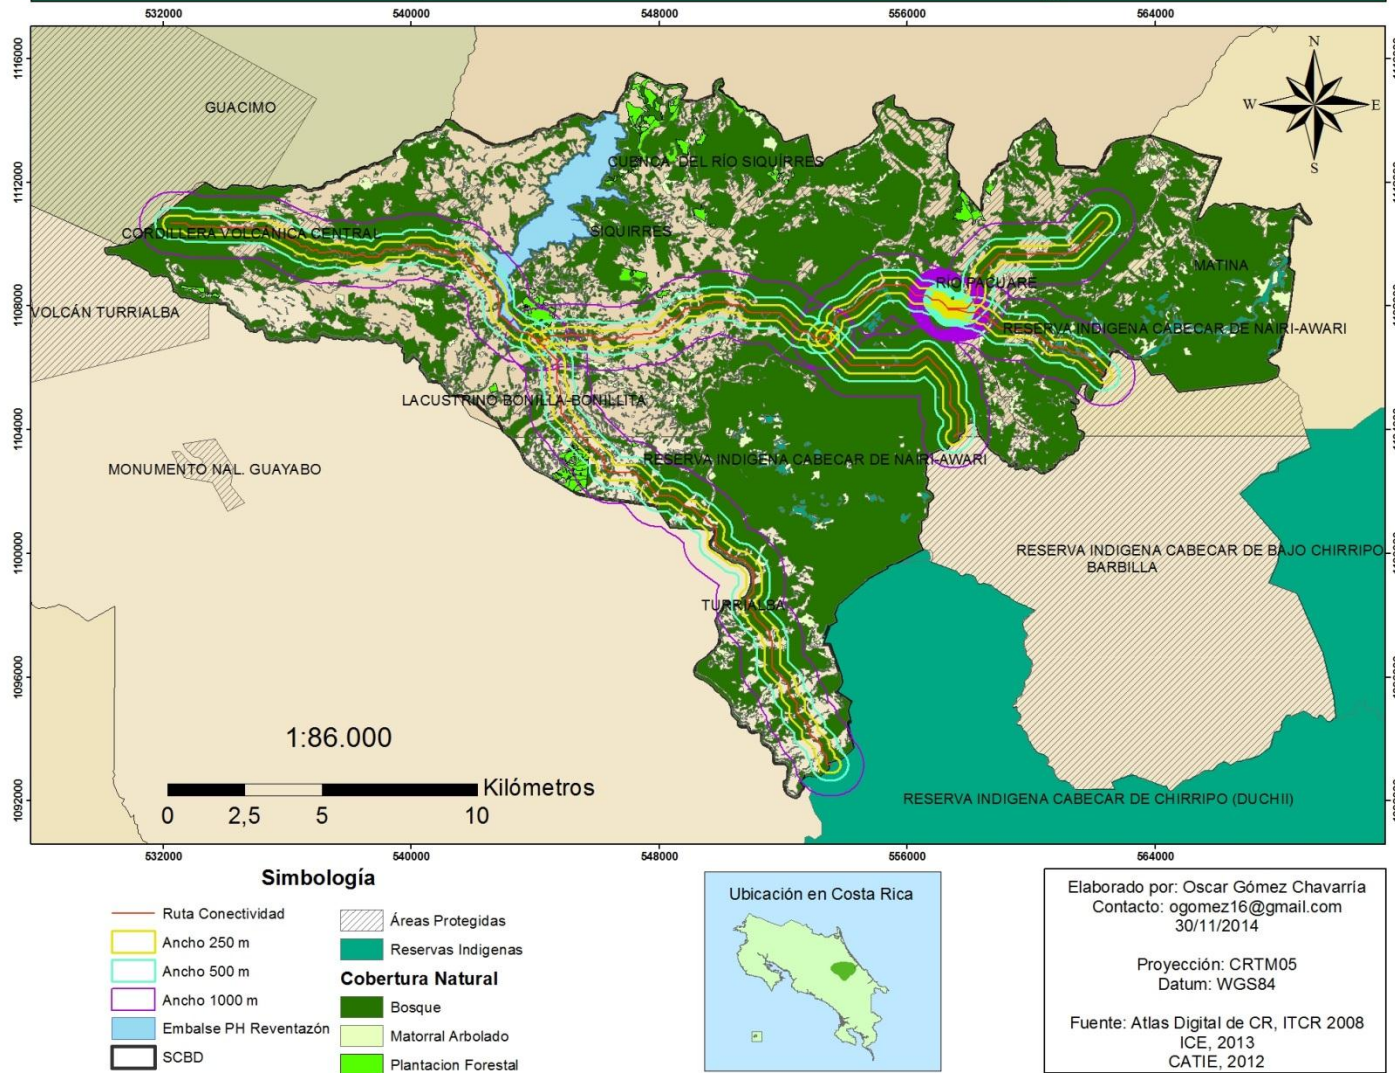 532000 540000 548000 556000 564000
1116000
1112000
1108000
1104000
1100000
1096000
1092000
N
W E
S
GUACIMO
CUENCA DEL RÍO SIQUÍRRES
CORDILLERA VOLCÁNICA CENTRAL
SIQUIRRES
MATINA
RIO PACUARE
VOLCÁN TURRIALBA
RESERVA INDIGENA CABECAR DE NAIRI-AWARI
LACUSTRINO BONILLA-BONILLITA
MONUMENTO NAL. GUAYABO
RESERVA INDIGENA CABECAR DE NAIRI-AWARI
RESERVA INDIGENA CABECAR DE BAJO CHIRRIPO
BARBILLA
TURRIALBA
RESERVA INDIGENA CABECAR DE CHIRRIPO (DUCHII)
1:86.000
Kilómetros
0 2,5 5 10
532000 540000 548000 556000 564000
Simbología
Ruta Conectividad
Ancho 250 m
Ancho 500 m
Ancho 1000 m
Embalse PH Reventazón
SCBD
Áreas Protegidas
Reservas Indigenas
Cobertura Natural
Bosque
Matorral Arbolado
Plantacion Forestal
Ubicación en Costa Rica
Elaborado por: Oscar Gómez Chavarría
Contacto: ogomez16@gmail.com
30/11/2014
Proyección: CRTM05
Datum: WGS84
Fuente: Atlas Digital de CR, ITCR 2008
ICE, 2013
CATIE, 2012